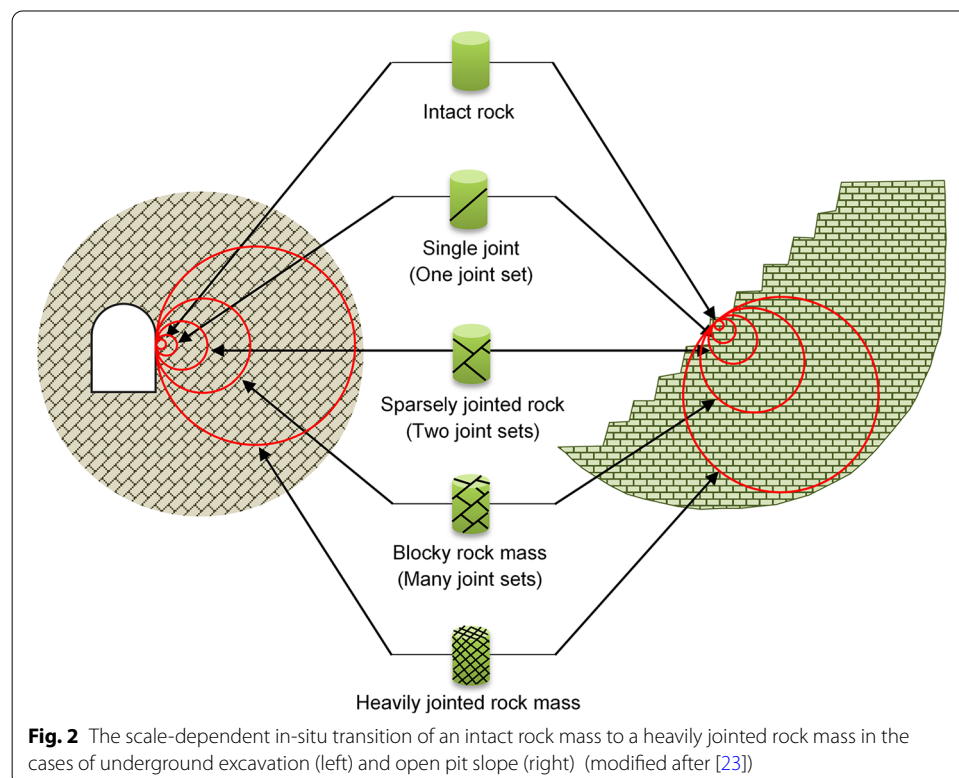 Intact rock
Single joint
(One joint set)
Sparsely jointed rock
(Two joint sets)
Blocky rock mass
(Many joint sets)
Heavily jointed rock mass
Fig. 2 The scale-dependent in-situ transition of an intact rock mass to a heavily jointed rock mass in the
cases of underground excavation (left) and open pit slope (right) (modified after [23])